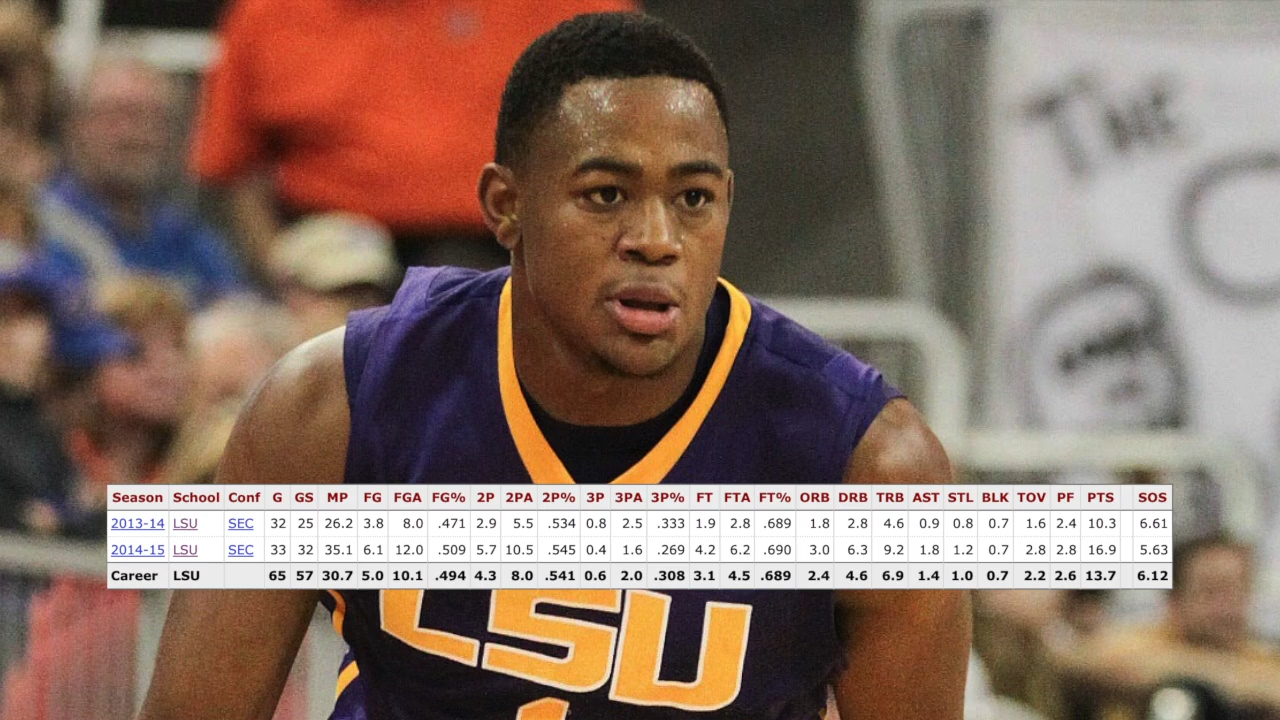 THE
Season School Conf G GS MP FG FGA FG% 2P 2PA 2P% 3P 3PA 3P% FT FTA FT% ORB DRB TRB AST STL BLK TOV PF PTS SOS
2013-14 LSU SEC 32 25 26.2 3.8 8.0 .471 2.9 5.5 .534 0.8 2.5 .333 1.9 2.8 .689 1.8 2.8 4.6 0.9 0.8 0.7 1.6 2.4 10.3 6.61
2014-15 LSU SEC 33 32 35.1 6.1 12.0 .509 5.7 10.5 .545 0.4 1.6 .269 4.2 6.2 .690 3.0 6.3 9.2 1.8 1.2 0.7 2.8 2.8 16.9 5.63
Career LSU 65 57 30.7 5.0 10.1 .494 4.3 8.0 .541 0.6 2.0 .308 3.1 4.5 .689 2.4 4.6 6.9 1.4 1.0 0.7 2.2 2.6 13.7 6.12
LSU